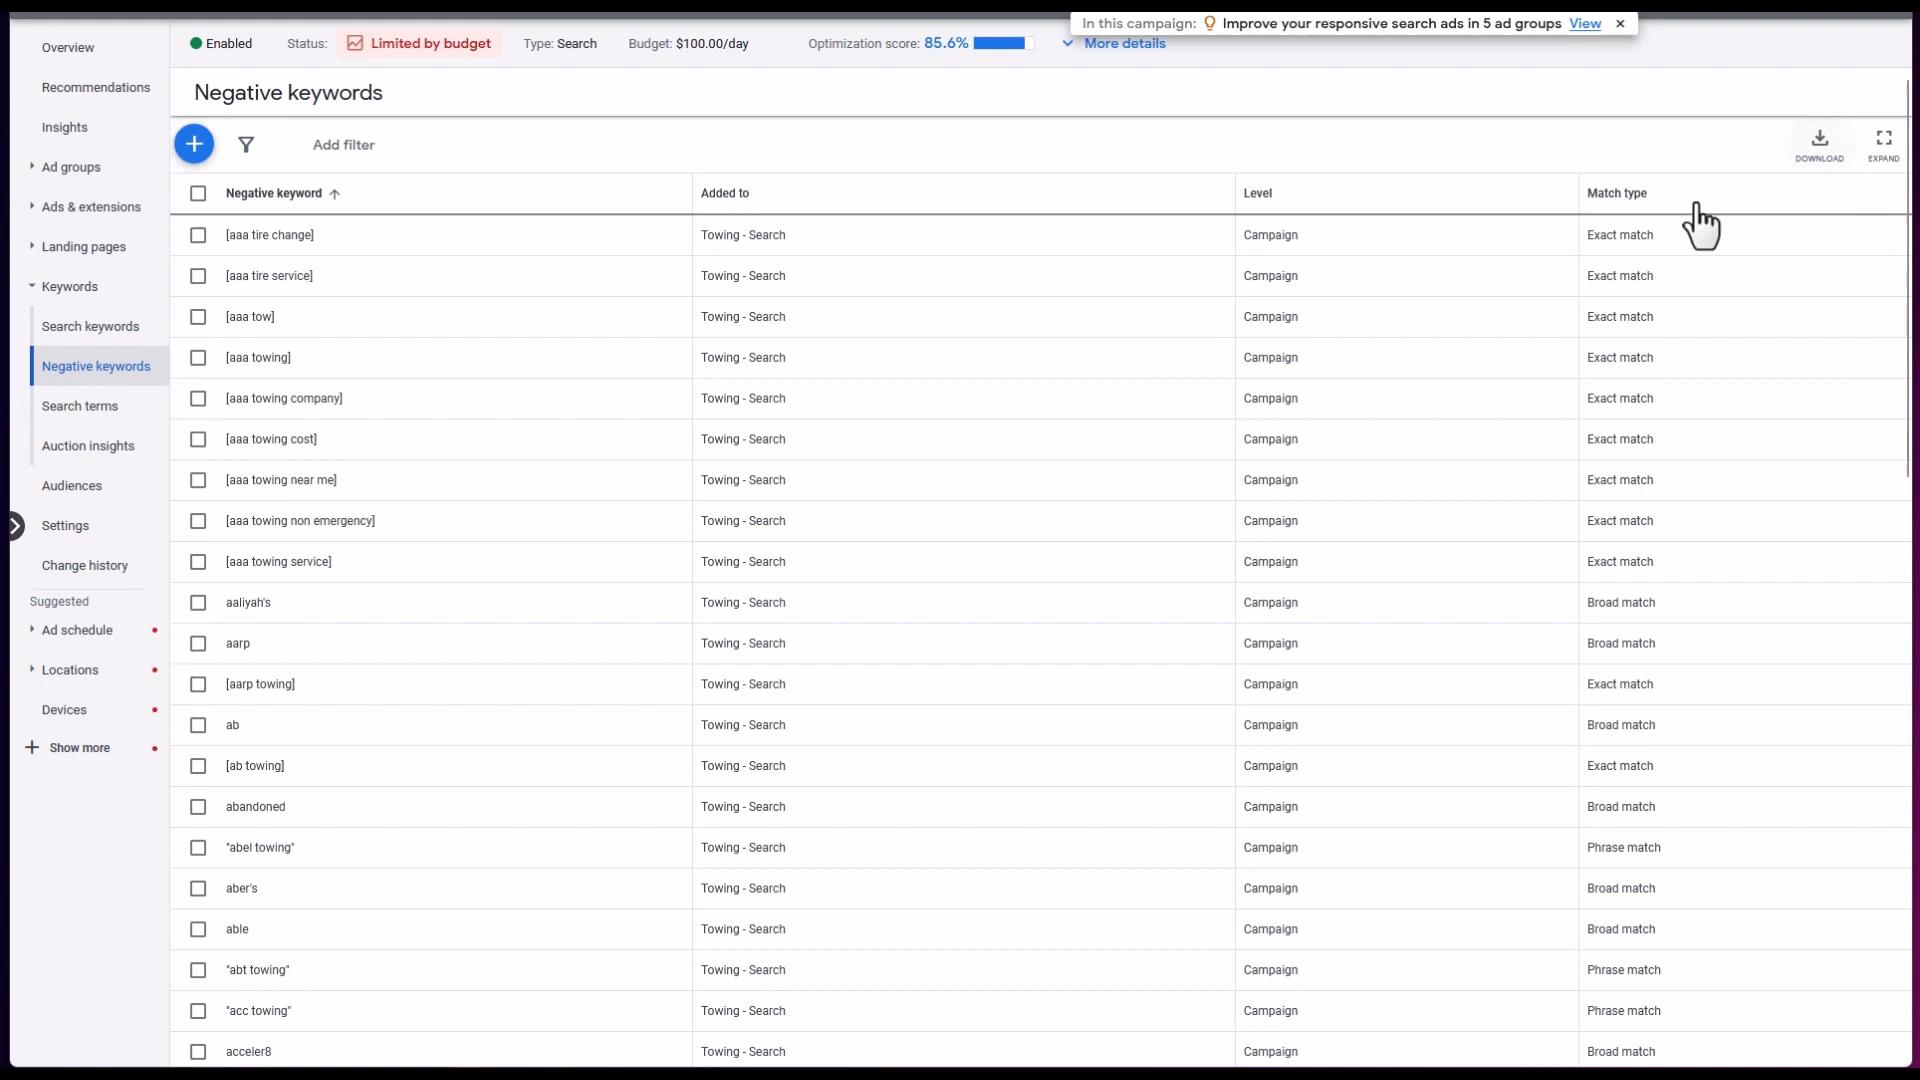 In this campaign: Improve your responsive search ads in 5 ad groups View ×
Enabled Status: Limited by budget Type: Search Budget: $100.00/day Optimization score: 85.6% More details
Overview
Recommendations
Insights
Ad groups
Ads & extensions
Landing pages
Keywords
Search keywords
Negative keywords
Search terms
Auction insights
Audiences
Settings
Change history
Suggested
Ad schedule
Locations
Devices
Show more
Negative keywords
Add filter
DOWNLOAD
EXPAND
Negative keyword Added to Level Match type
[aaa tire change] Towing - Search Campaign Exact match
[aaa tire service] Towing - Search Campaign Exact match
[aaa tow] Towing - Search Campaign Exact match
[aaa towing] Towing - Search Campaign Exact match
[aaa towing company] Towing - Search Campaign Exact match
[aaa towing cost] Towing - Search Campaign Exact match
[aaa towing near me] Towing - Search Campaign Exact match
[aaa towing non emergency] Towing - Search Campaign Exact match
[aaa towing service] Towing - Search Campaign Exact match
aaliyah's Towing - Search Campaign Broad match
aarp Towing - Search Campaign Broad match
[aarp towing] Towing - Search Campaign Exact match
ab Towing - Search Campaign Broad match
[ab towing] Towing - Search Campaign Exact match
abandoned Towing - Search Campaign Broad match
"abel towing" Towing - Search Campaign Phrase match
aber's Towing - Search Campaign Broad match
able Towing - Search Campaign Broad match
"abt towing" Towing - Search Campaign Phrase match
"acc towing" Towing - Search Campaign Phrase match
acceler8 Towing - Search Campaign Broad match